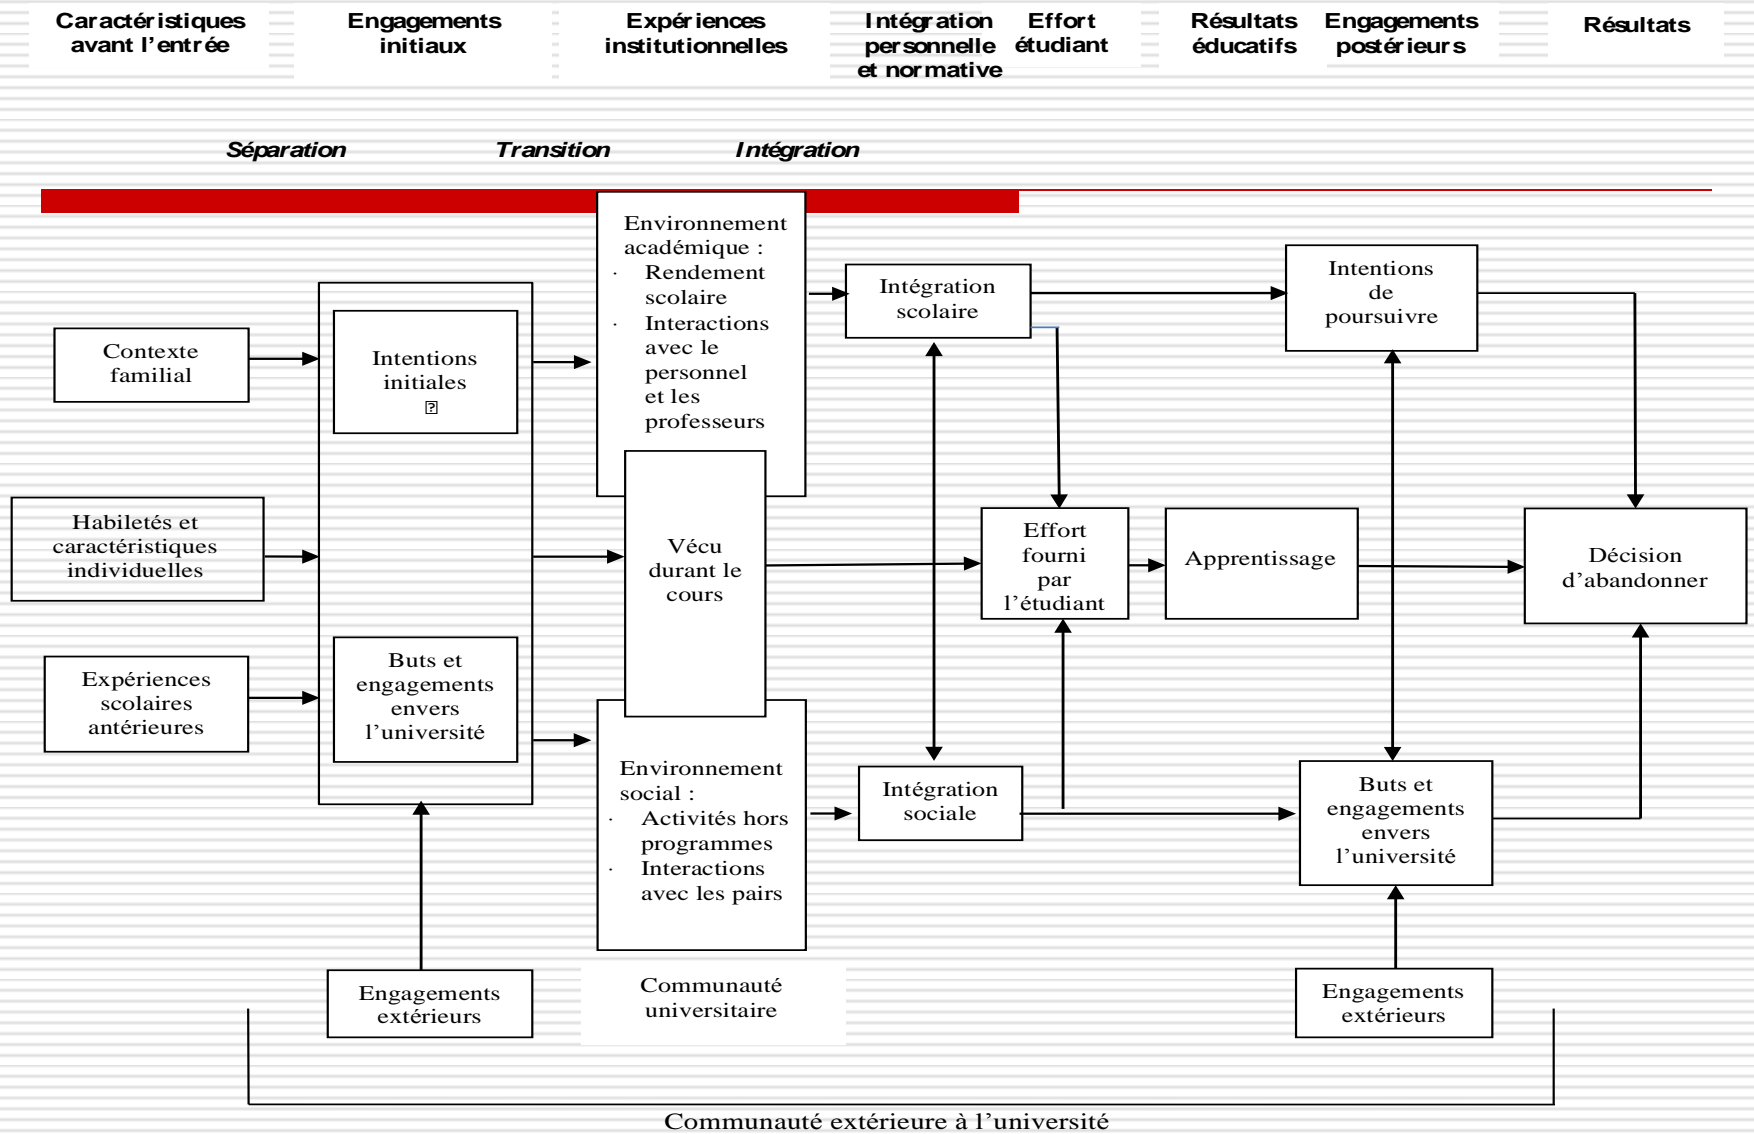 Caractéristiques
avant l'entrée
Engagements
initiaux
Expériences
institutionnelles
Intégration
personnelle
et normative
Effort
étudiant
Résultats
éducatifs
Engagements
postérieurs
Résultats
Séparation
Transition
Intégration
Contexte
familial
Habiletés et
caractéristiques
individuelles
Expériences
scolaires
antérieures
Intentions
initiales
Buts et
engagements
envers
l'université
Engagements
extérieurs
Environnement
académique :
· Rendement
scolaire
· Interactions
avec le
personnel
et les
professeurs
Vécu
durant le
cours
Environnement
social :
· Activités hors
programmes
· Interactions
avec les pairs
Communauté
universitaire
Intégration
scolaire
Intégration
sociale
Effort
fourni
par
l'étudiant
Apprentissage
Intentions
de
poursuivre
Buts et
engagements
envers
l'université
Engagements
extérieurs
Décision
d'abandonner
Communauté extérieure à l'université